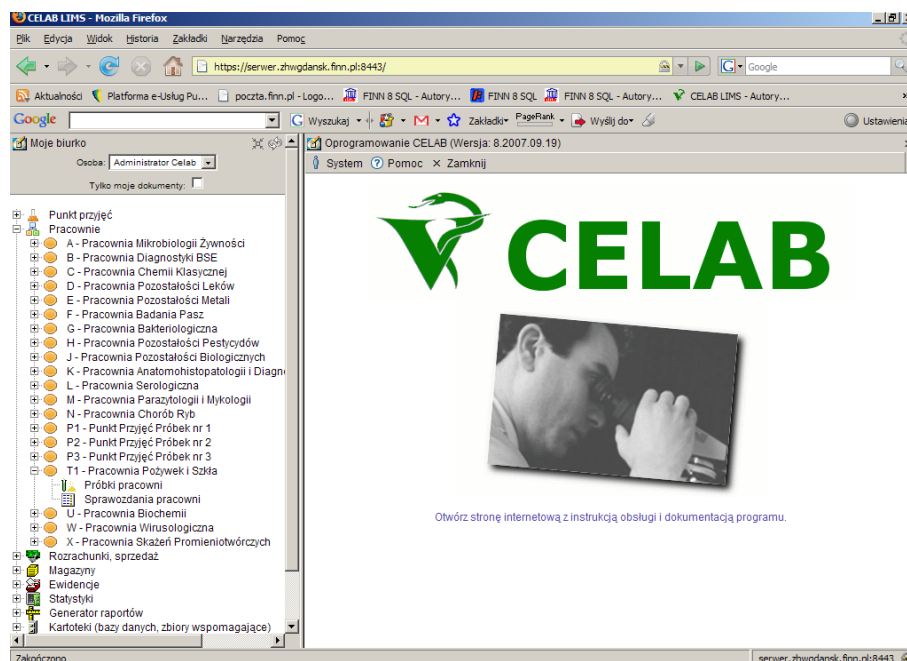 CELAB LIMS - Mozilla Firefox
Plik Edycja Widok Historia Zakładki Narzędzia Pomoc
https://serwer.zhwgdansk.finn.pl:8443/
G Google
Aktualności Platforma e-Usług Pu... poczta.finn.pl - Logo... FINN 8 SQL - Autory... FINN 8 SQL FINN 8 SQL - Autory... CELAB LIMS - Autory... »
Google G Wyszukaj Zakładki PageRank Wyślij do Ustawienia
Moje biurko
Osoba: Administrator Celab
Tylko moje dokumenty:
Punkt przyjęć
Pracownie
A - Pracownia Mikrobiologii Żywności
B - Pracownia Diagnostyki BSE
C - Pracownia Chemii Klasycznej
D - Pracownia Pozostałości Leków
E - Pracownia Pozostałości Metali
F - Pracownia Badania Pasz
G - Pracownia Bakteriologiczna
H - Pracownia Pozostałości Pestycydów
J - Pracownia Pozostałości Biologicznych
K - Pracownia Anatomohistopatologii i Diagn
L - Pracownia Serologiczna
M - Pracownia Parazytologii i Mykologii
N - Pracownia Chorób Ryb
P1 - Punkt Przyjęć Próbek nr 1
P2 - Punkt Przyjęć Próbek nr 2
P3 - Punkt Przyjęć Próbek nr 3
T1 - Pracownia Pożywek i Szkła
Próbki pracowni
Sprawozdania pracowni
U - Pracownia Biochemii
W - Pracownia Wirusologiczna
X - Pracownia Skażeń Promieniotwórczych
Rozrachunki, sprzedaż
Magazyny
Ewidencje
Statystyki
Generator raportów
Kartoteki (bazy danych, zbiory wspomagające)
Oprogramowanie CELAB (Wersja: 8.2007.09.19)
System Pomoc Zamknij
CELAB
Otwórz stronę internetową z instrukcją obsługi i dokumentacją programu.
Zakończono
serwer.zhwgdansk.finn.pl:8443